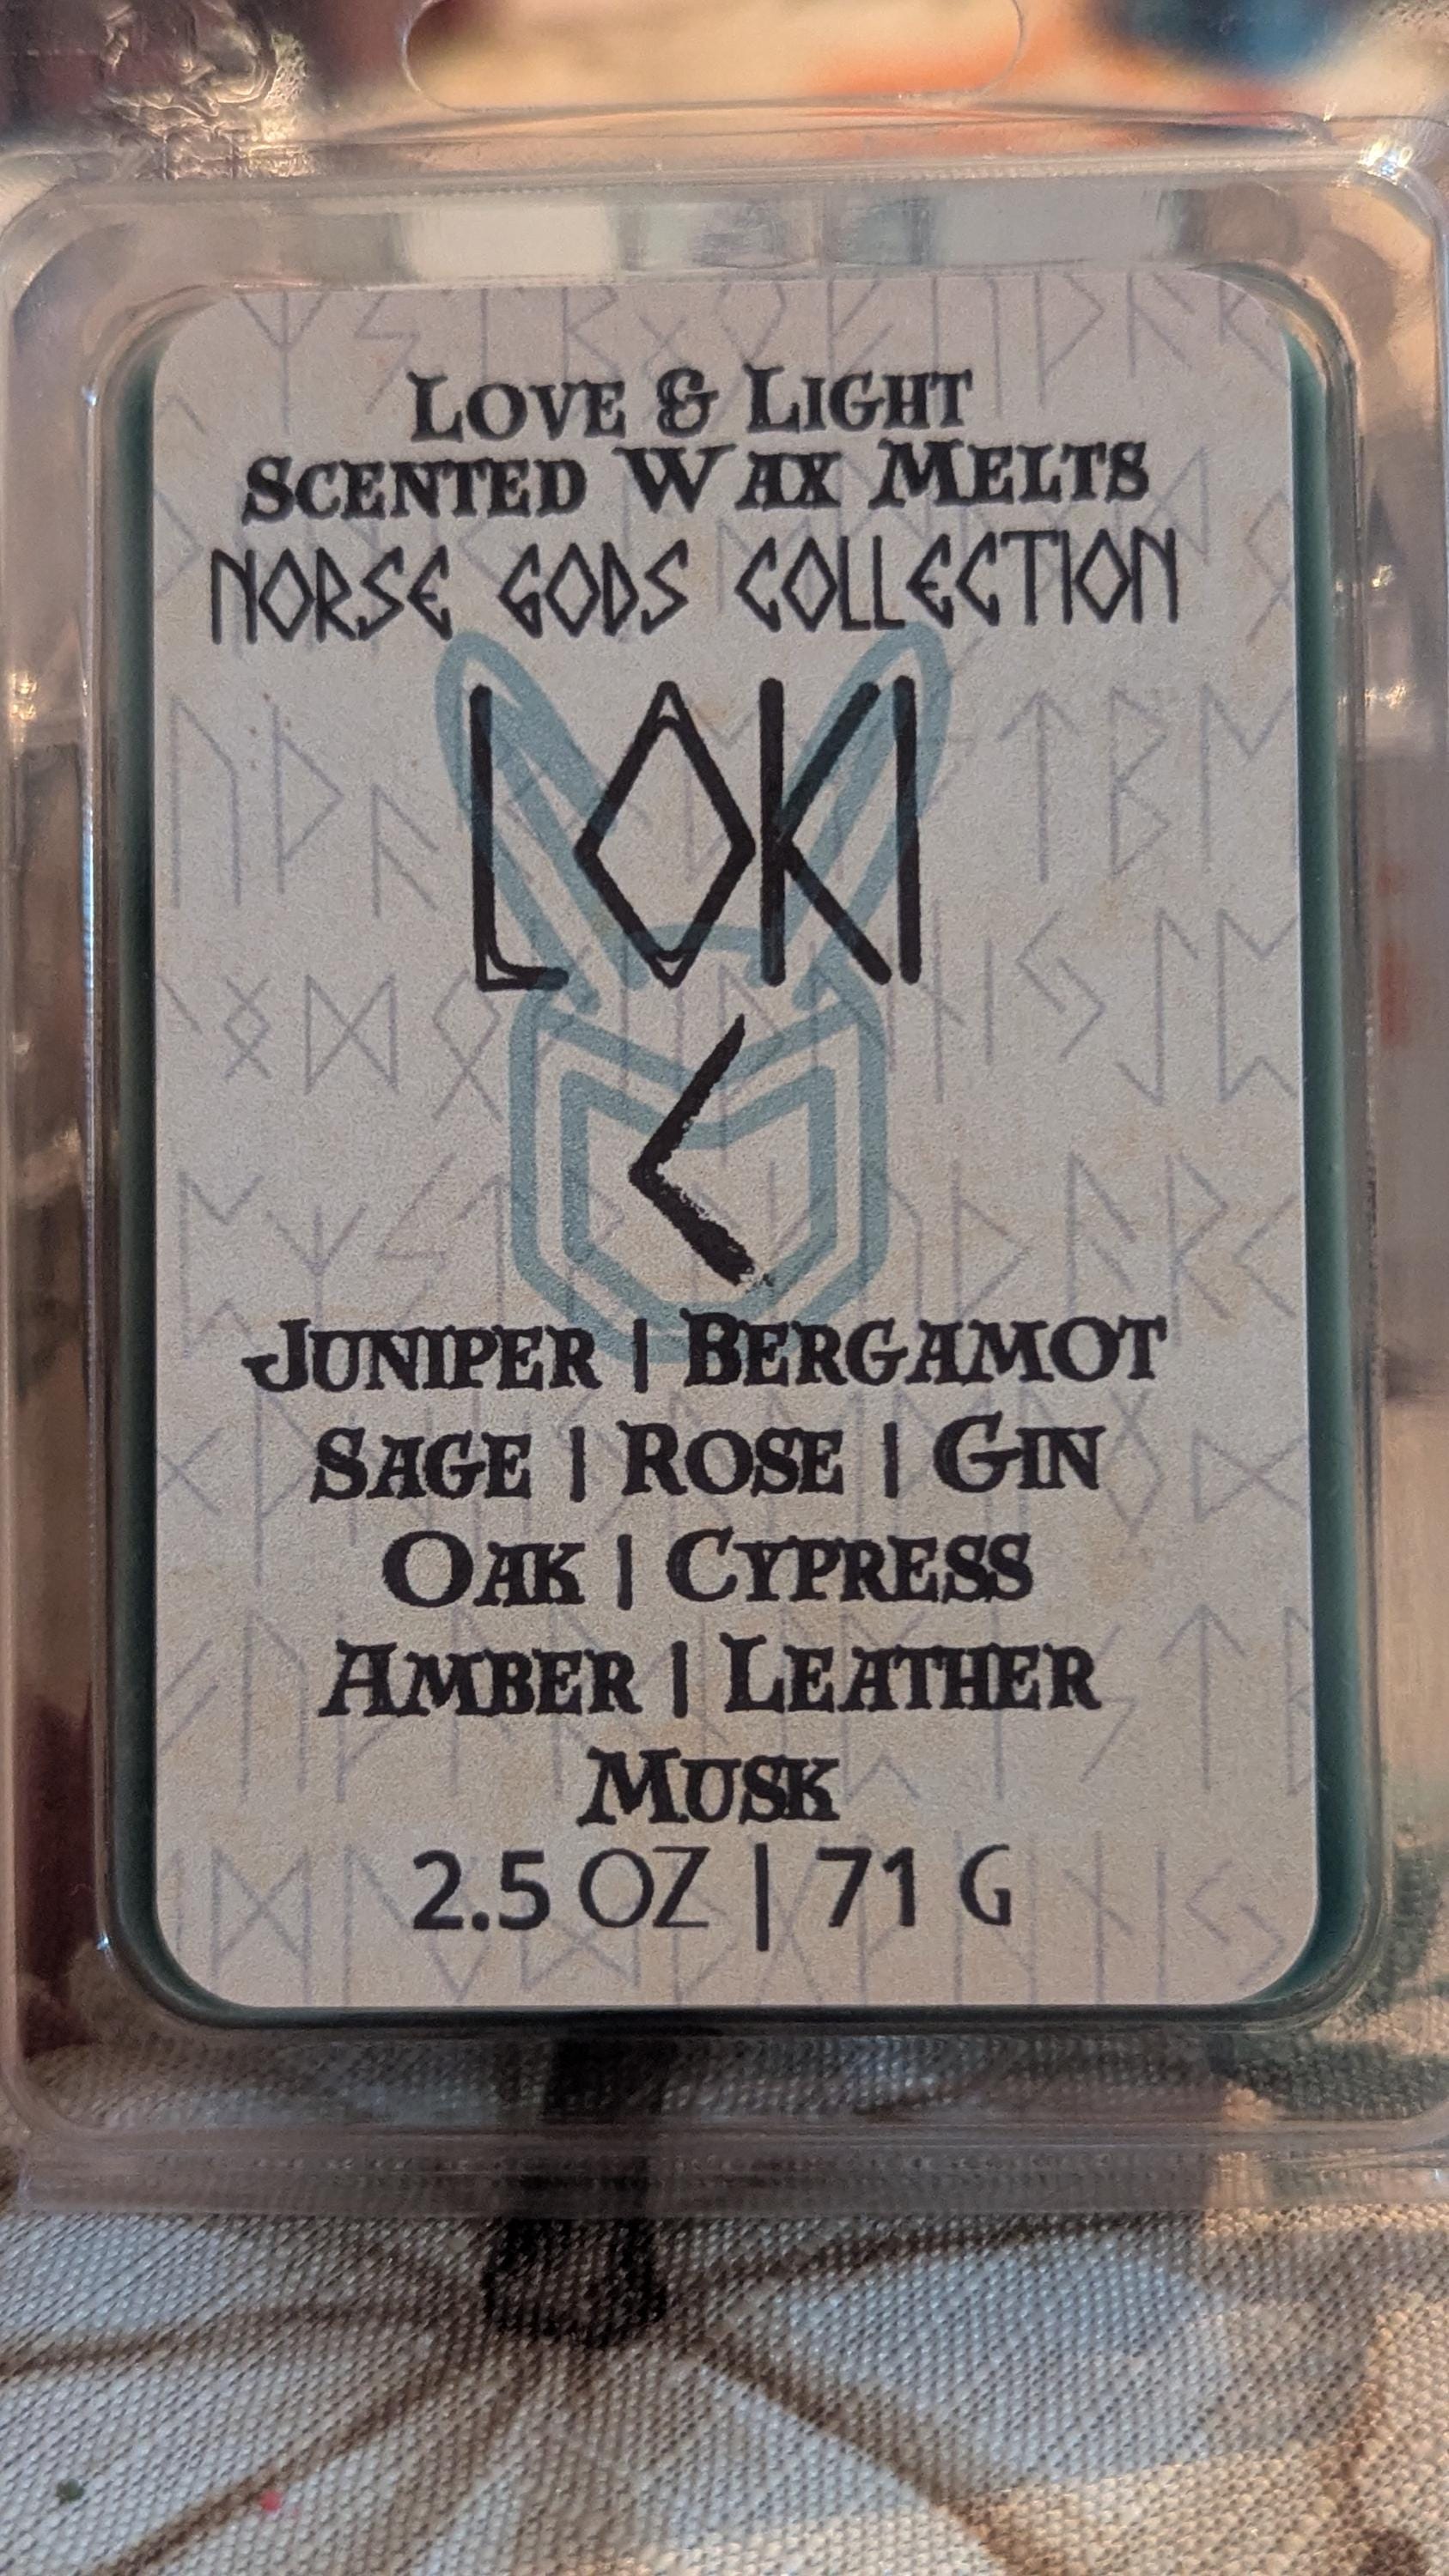 LOVE & LIGHT
SCENTED WAX MELTS
NORSE GODS COLLECTION
LOKI
ᚲ
JUNIPER | BERGAMOT
SAGE | ROSE | GIN
OAK | CYPRESS
AMBER | LEATHER
MUSK
2.5 OZ | 71 G